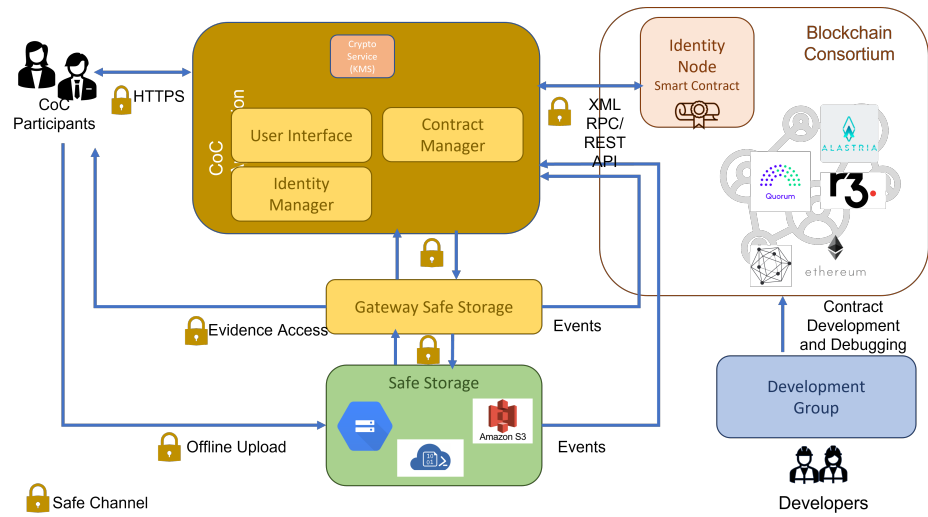 Blockchain
Consortium
Crypto
Service
(KMS)
Identity
Node
Smart Contract
HTTPS
CoC
Participants
CoC
User Interface
Contract
Manager
Identity
Manager
XML
RPC/
REST
API
ALASTRIA
Quorum
r3.
ethereum
Gateway Safe Storage
Evidence Access
Events
Contract
Development
and Debugging
Safe Storage
Amazon S3
10
01
Offline Upload
Events
Development
Group
Safe Channel
Developers